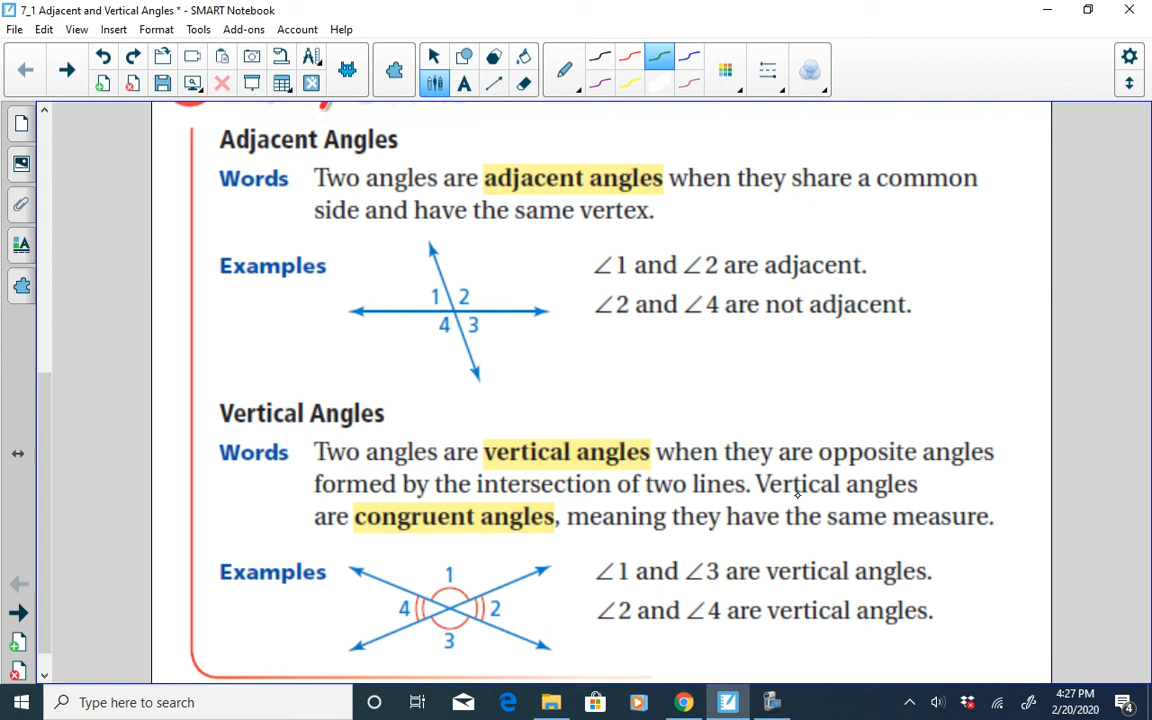 7_1 Adjacent and Vertical Angles * - SMART Notebook
File Edit View Insert Format Tools Add-ons Account Help
Adjacent Angles
Words Two angles are adjacent angles when they share a common
side and have the same vertex.
Examples ∠1 and ∠2 are adjacent.
1 2
∠2 and ∠4 are not adjacent.
4 3
Vertical Angles
Words Two angles are vertical angles when they are opposite angles
formed by the intersection of two lines. Vertical angles
are congruent angles, meaning they have the same measure.
Examples 1 ∠1 and ∠3 are vertical angles.
4 2 ∠2 and ∠4 are vertical angles.
3
Type here to search
4:27 PM
2/20/2020
4